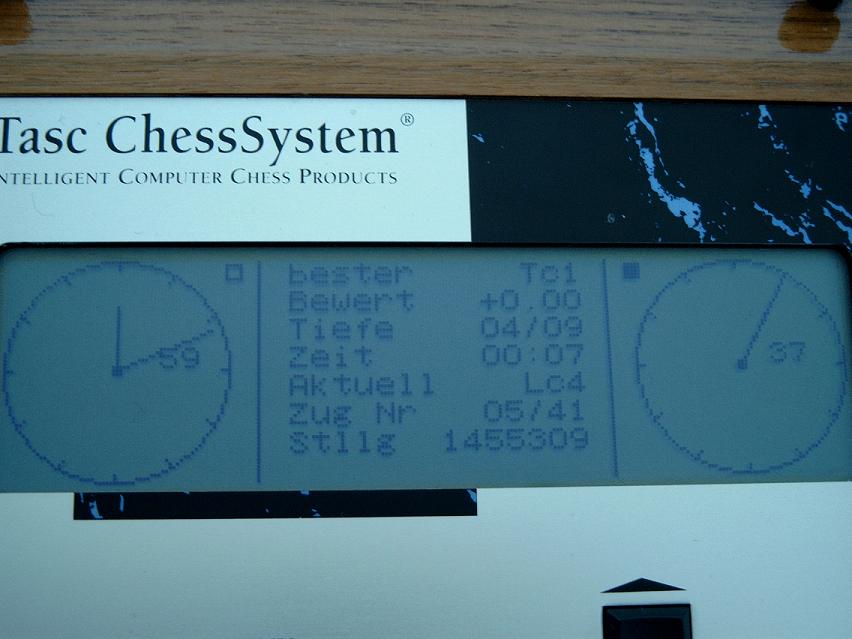 Tasc ChessSystem®
NTELLIGENT COMPUTER CHESS PRODUCTS
bester Tc1
Bewert +0.00
Tiefe 04/09
59 Zeit 00:07 37
Aktuell Lc4
Zug Nr 05/41
Stllg 1455309